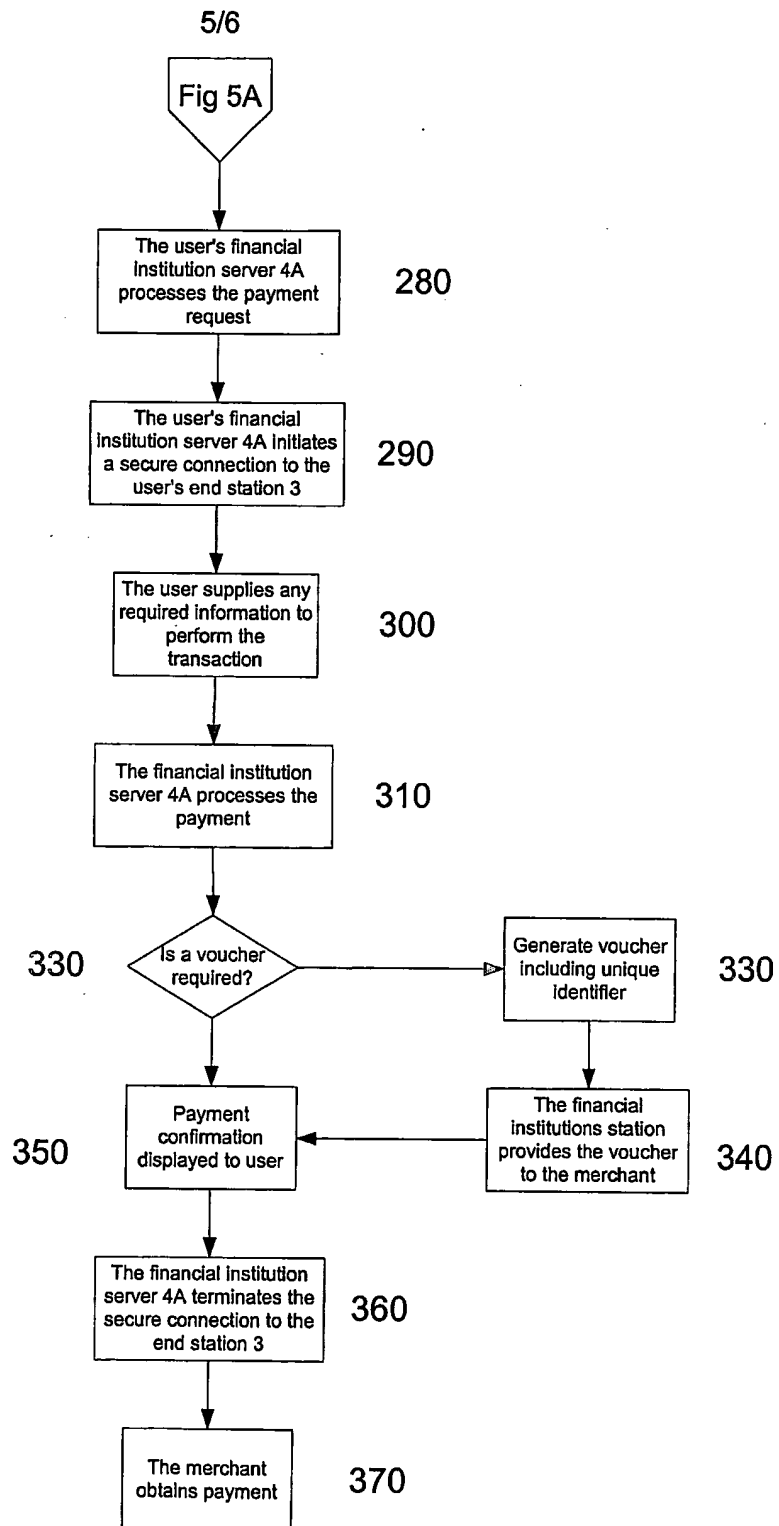 5/6
Fig 5A
The user's financial
institution server 4A
processes the payment
request
280
The user's financial
institution server 4A initiates
a secure connection to the
user's end station 3
290
The user supplies any
required information to
perform the
transaction
300
The financial institution
server 4A processes the
payment
310
330
Is a voucher
required?
Generate voucher
including unique
identifier
330
350
Payment
confirmation
displayed to user
The financial
institutions station
provides the voucher
to the merchant
340
The financial institution
server 4A terminates the
secure connection to the
end station 3
360
The merchant
obtains payment
370